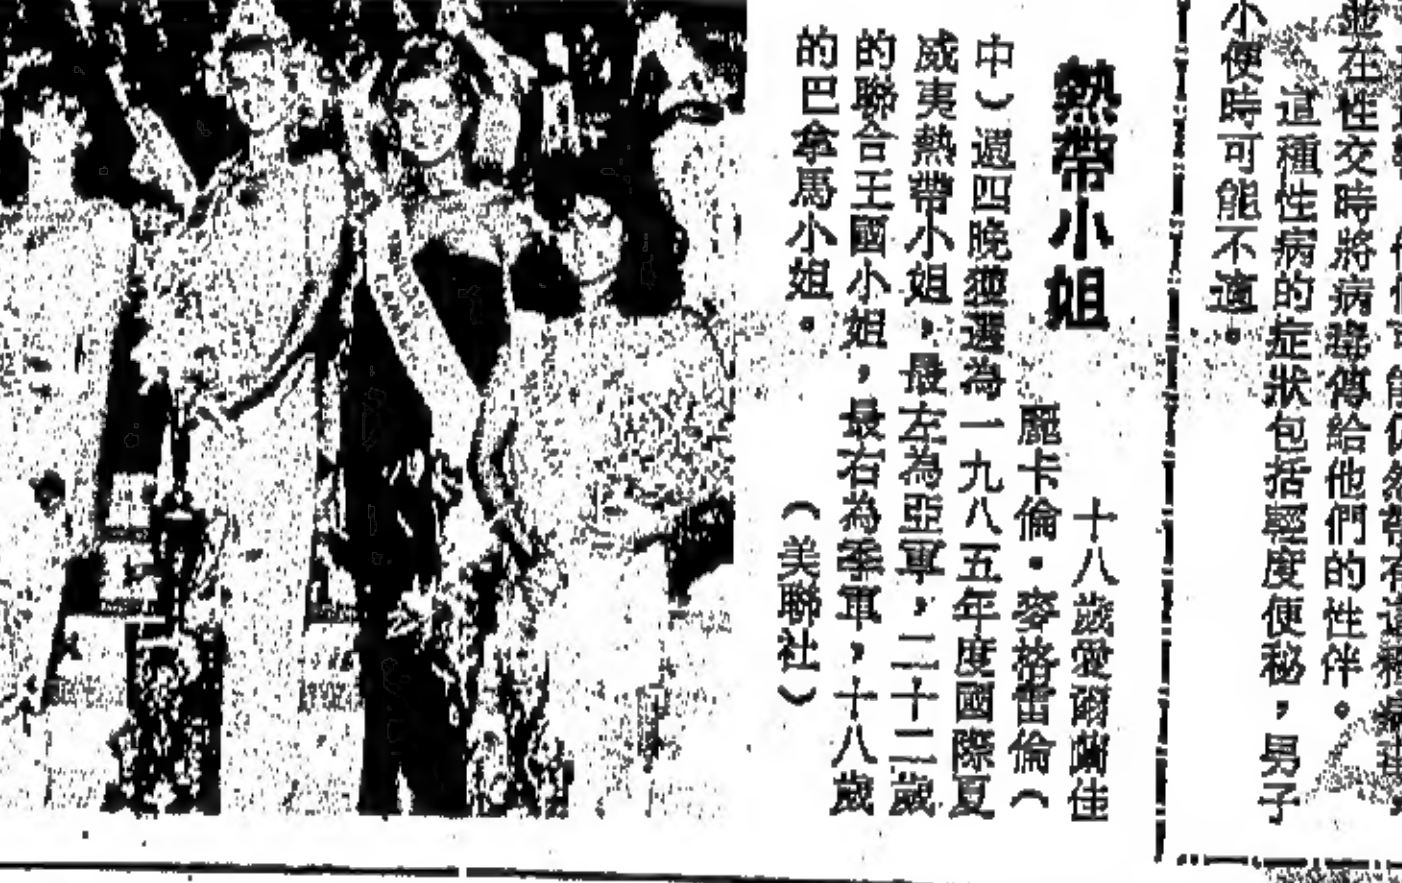 並在性交時將病毒傳給他們的性伴。
這種性病的症狀包括輕度便秘，男子
小便時可能不適。
熱帶小姐
十八歲愛爾蘭佳
麗卡倫·麥格雷倫（
中）週四晚獲選為一九八五年度國際夏
威夷熱帶小姐，最左為亞軍，二十二歲
的聯合王國小姐，最右為季軍，十八歲
的巴拿馬小姐。
（美聯社）